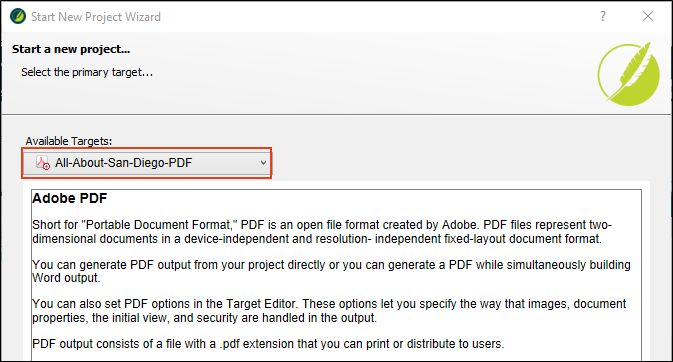 Start New Project Wizard
Start a new project...
Select the primary target...
Available Targets:
All-About-San-Diego-PDF
Adobe PDF
Short for "Portable Document Format," PDF is an open file format created by Adobe. PDF files represent two-
dimensional documents in a device-independent and resolution- independent fixed-layout document format.
You can generate PDF output from your project directly or you can generate a PDF while simultaneously building
Word output.
You can also set PDF options in the Target Editor. These options let you specify the way that images, document
properties, the initial view, and security are handled in the output.
PDF output consists of a file with a .pdf extension that you can print or distribute to users.